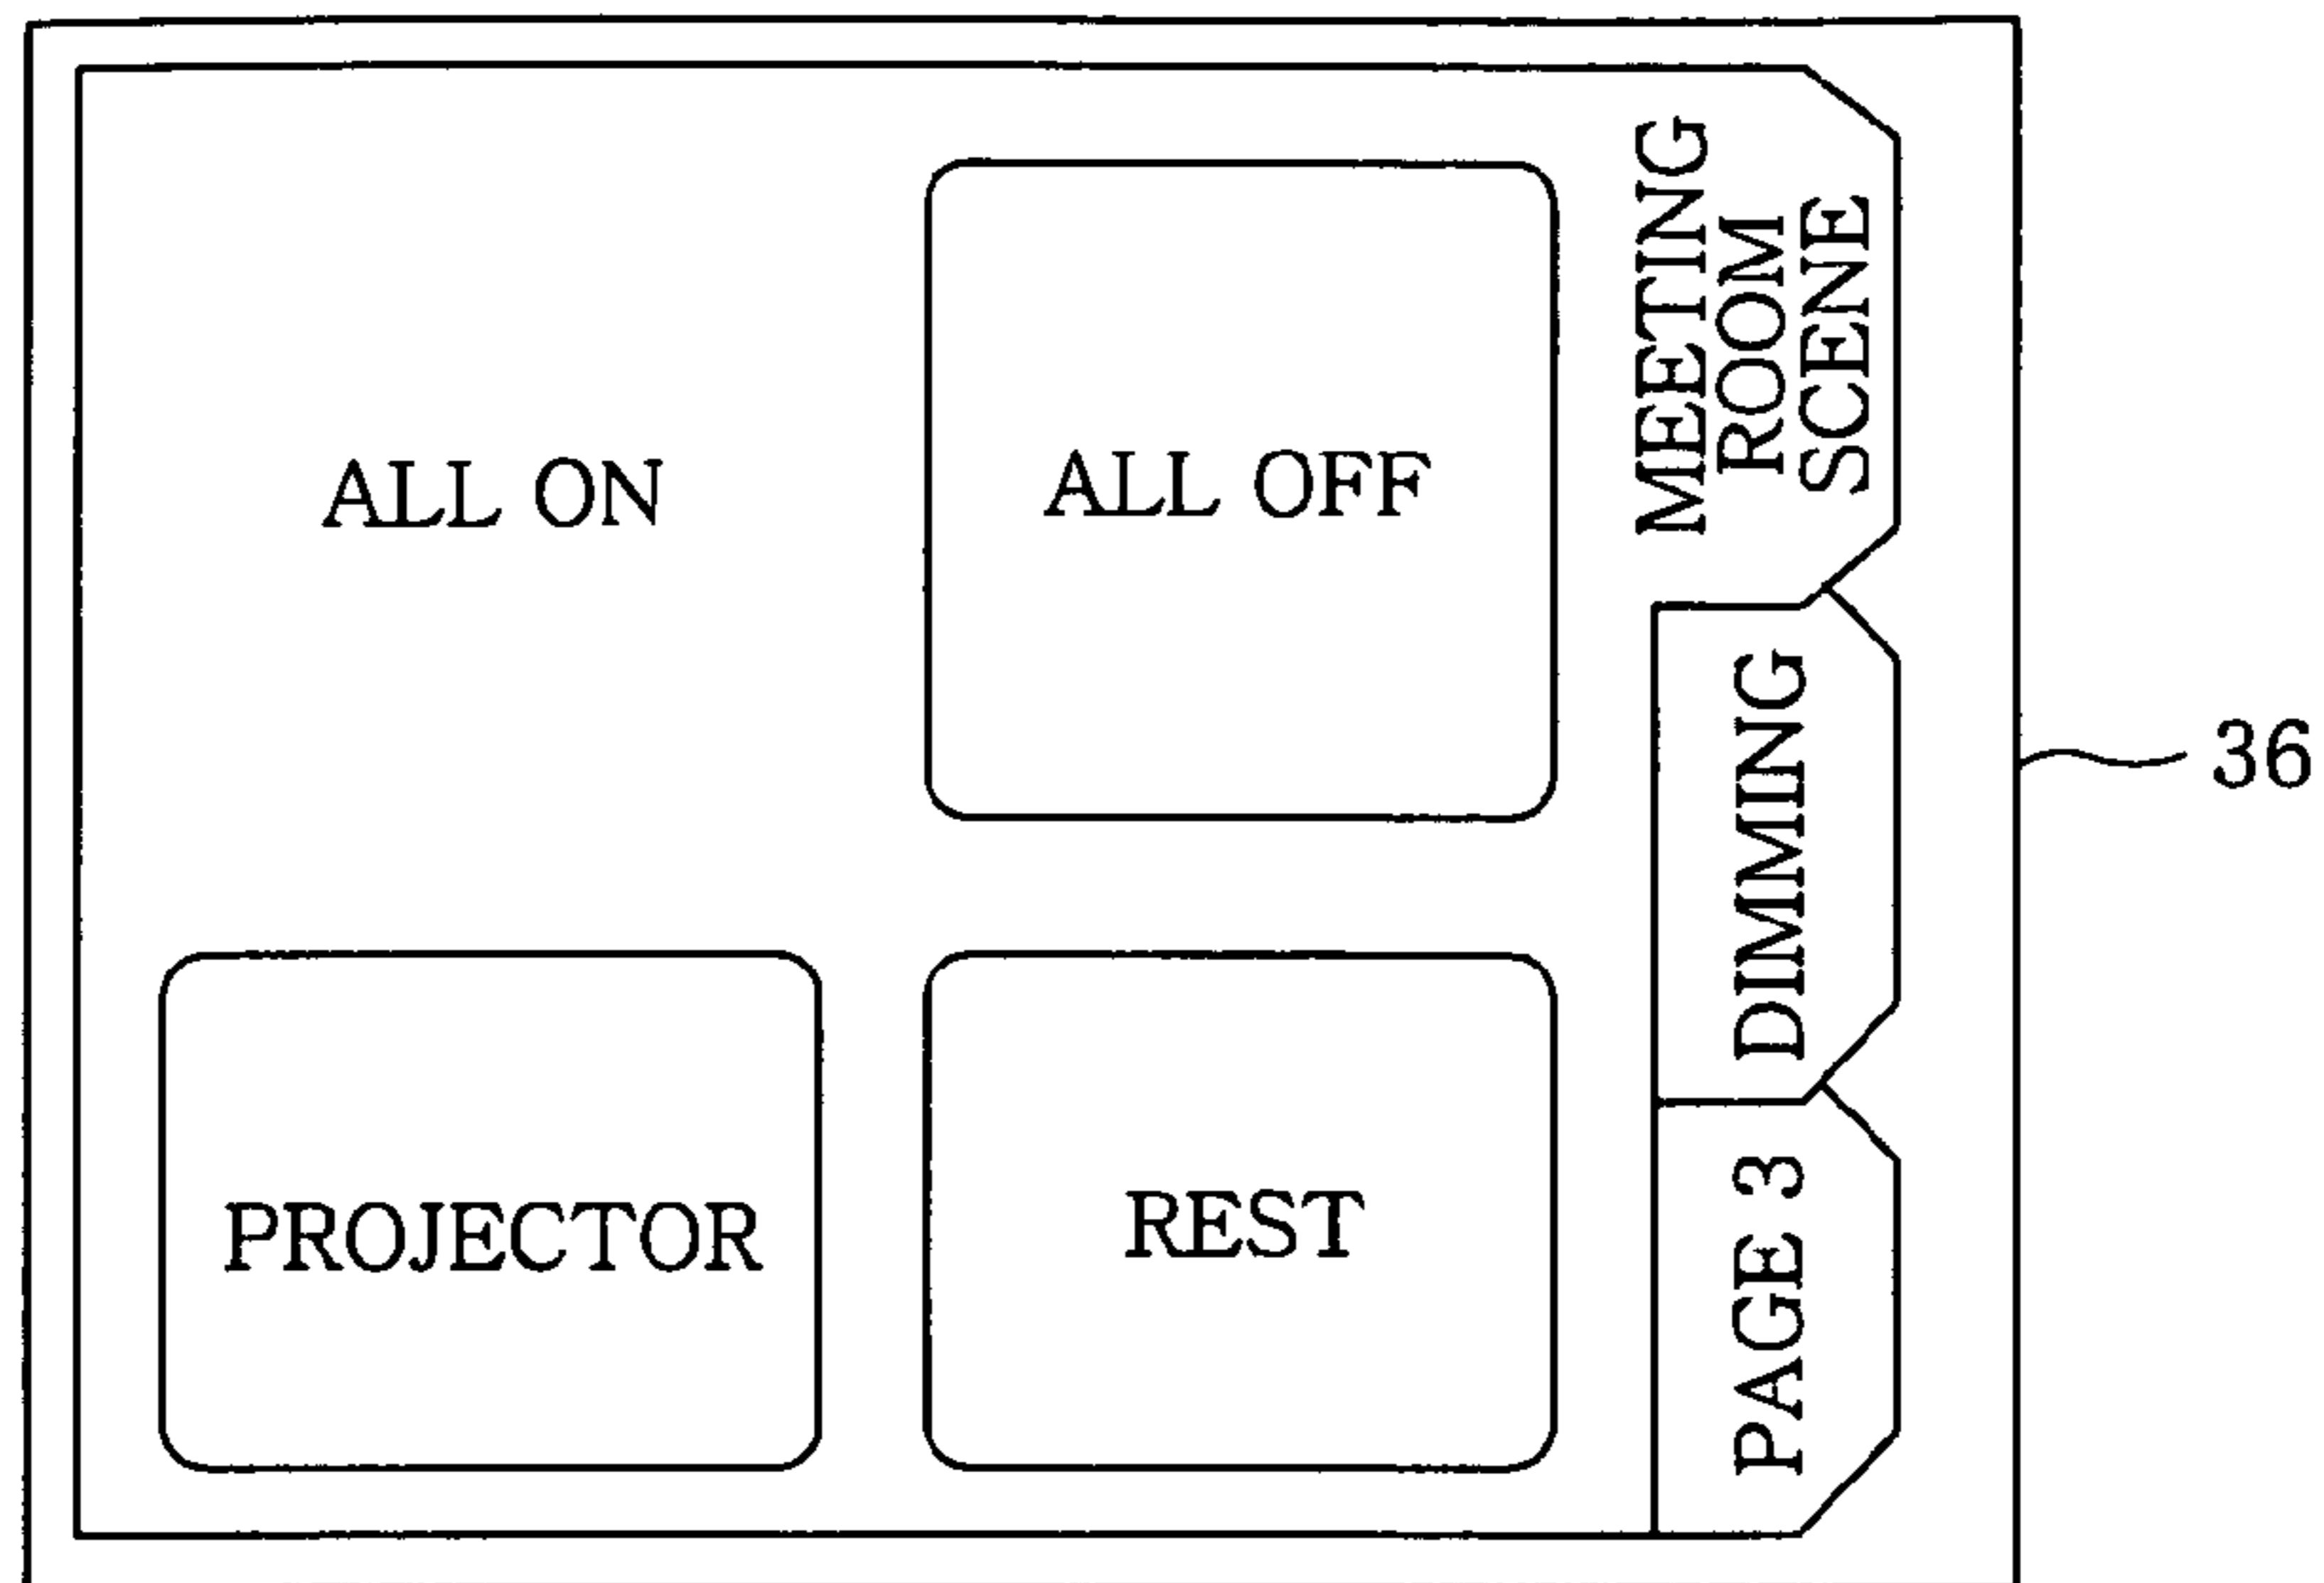 ALL ON
ALL OFF
MEETING
ROOM
SCENE
DIMMING
36
PROJECTOR
REST
PAGE 3